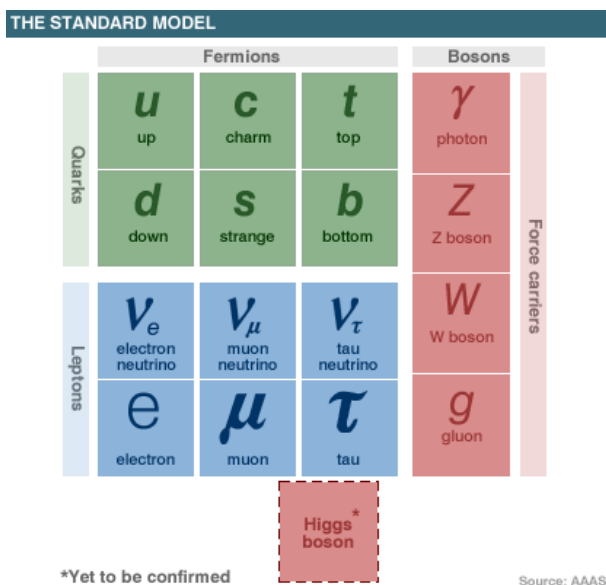 THE STANDARD MODEL
Fermions
Bosons
Quarks
u
up
c
charm
t
top
d
down
s
strange
b
bottom
Leptons
νe
electron
neutrino
νμ
muon
neutrino
ντ
tau
neutrino
e
electron
μ
muon
τ
tau
γ
photon
Z
Z boson
W
W boson
g
gluon
Force carriers
Higgs*
boson
*Yet to be confirmed
Source: AAAS